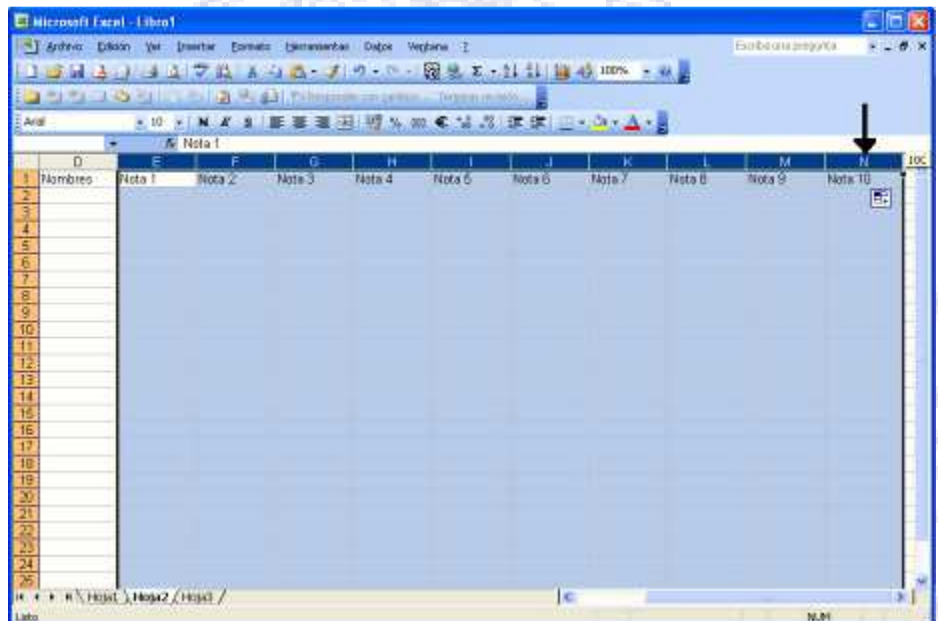 Microsoft Excel - Libro1
Archivo Edición Ver Insertar Formato Herramientas Datos Ventana ?
Escriba una pregunta
100%
Arial 10 N K S % 000 €
Nota 1
D E F G H I J K L M N 10C
1 Nombres Nota 1 Nota 2 Nota 3 Nota 4 Nota 5 Nota 6 Nota 7 Nota 8 Nota 9 Nota 10
2
3
4
5
6
7
8
9
10
11
12
13
14
15
16
17
18
19
20
21
22
23
24
25
Hoja1 Hoja2 Hoja3
Listo NUM